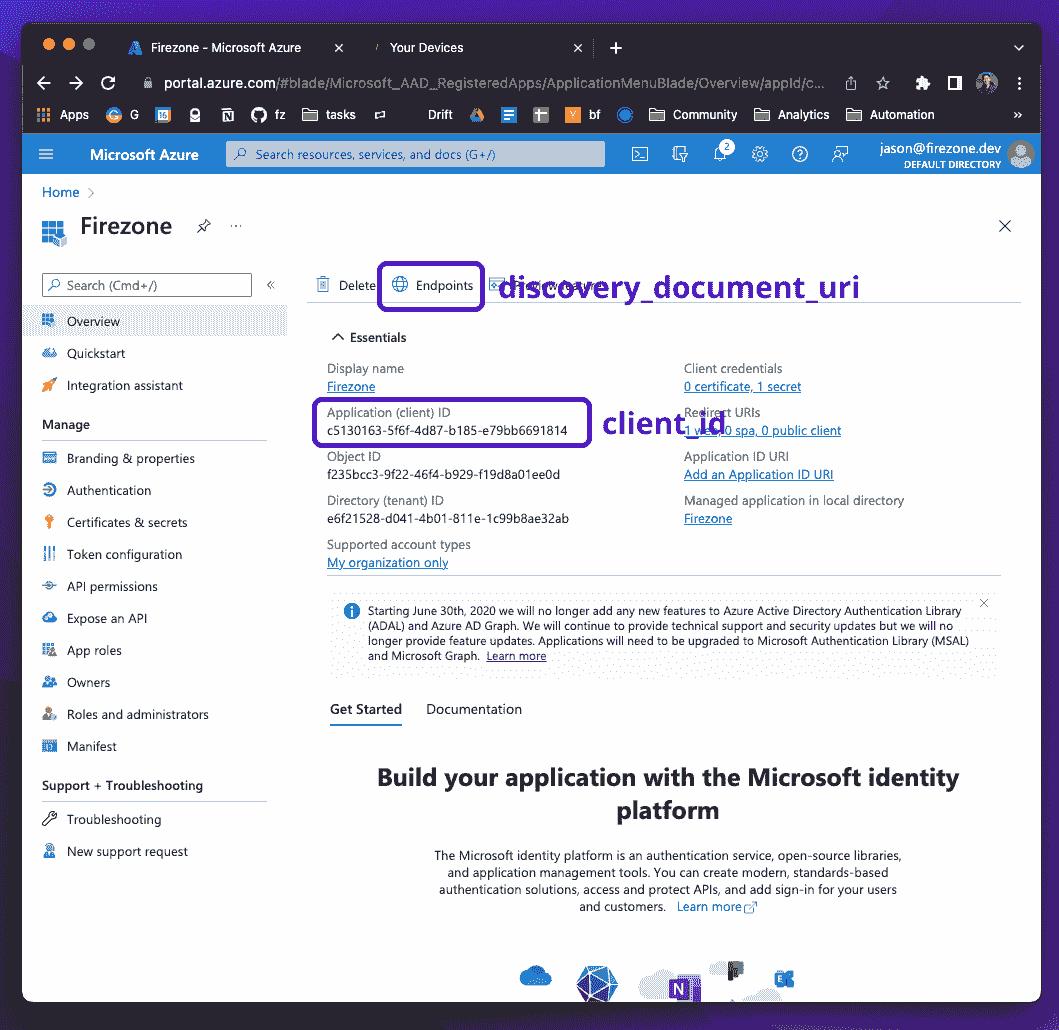 Firezone - Microsoft Azure
Your Devices
portal.azure.com/#blade/Microsoft_AAD_RegisteredApps/ApplicationMenuBlade/Overview/appId/c...
Apps G 16 fz tasks Drift Y bf Community Analytics Automation »
Microsoft Azure
Search resources, services, and docs (G+/)
2
jason@firezone.dev
DEFAULT DIRECTORY
Home
Firezone
...
Search (Cmd+/)
«
Delete
Endpoints
discovery_document_uri
Overview
Quickstart
Integration assistant
Manage
Branding & properties
Authentication
Certificates & secrets
Token configuration
API permissions
Expose an API
App roles
Owners
Roles and administrators
Manifest
Support + Troubleshooting
Troubleshooting
New support request
Essentials
Display name
Firezone
Application (client) ID
c5130163-5f6f-4d87-b185-e79bb6691814
client_id
Object ID
f235bcc3-9f22-46f4-b929-f19d8a01ee0d
Directory (tenant) ID
e6f21528-d041-4b01-811e-1c99b8ae32ab
Supported account types
My organization only
Client credentials
0 certificate, 1 secret
Redirect URIs
1 web, 0 spa, 0 public client
Application ID URI
Add an Application ID URI
Managed application in local directory
Firezone
Starting June 30th, 2020 we will no longer add any new features to Azure Active Directory Authentication Library
(ADAL) and Azure AD Graph. We will continue to provide technical support and security updates but we will no
longer provide feature updates. Applications will need to be upgraded to Microsoft Authentication Library (MSAL)
and Microsoft Graph. Learn more
Get Started
Documentation
Build your application with the Microsoft identity
platform
The Microsoft identity platform is an authentication service, open-source libraries,
and application management tools. You can create modern, standards-based
authentication solutions, access and protect APIs, and add sign-in for your users
and customers. Learn more
N
E